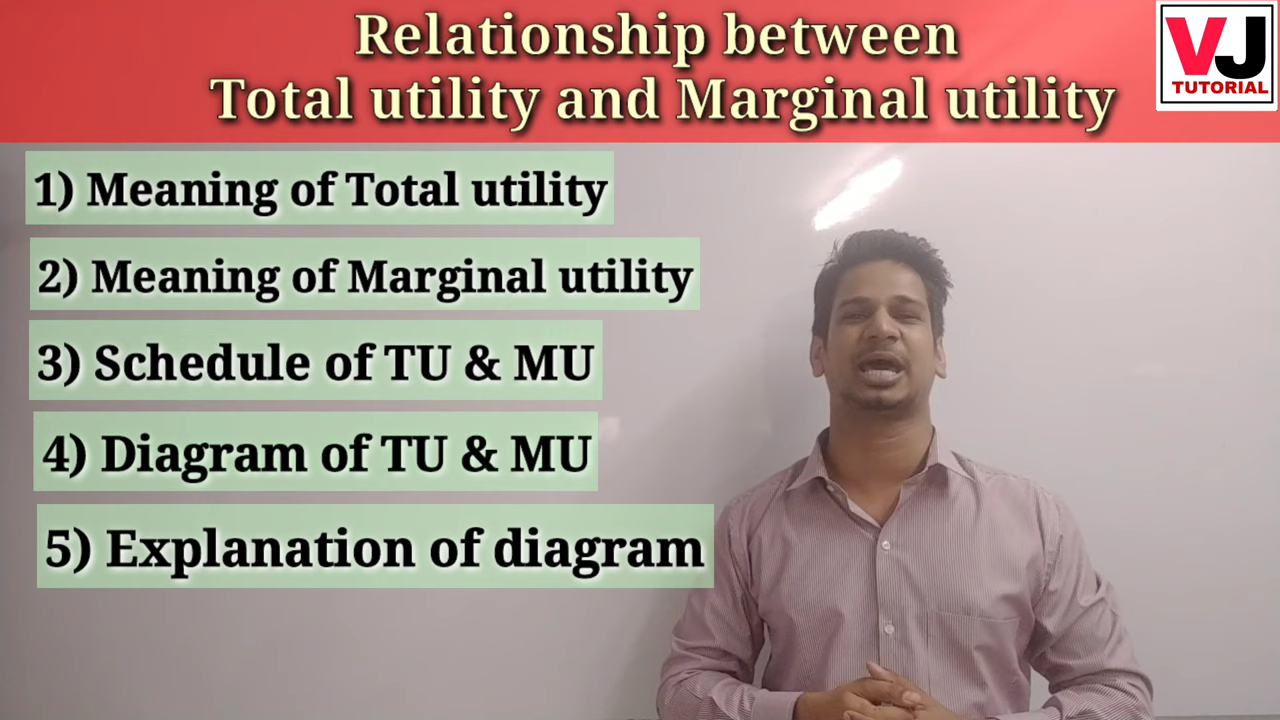 Relationship between
Total utility and Marginal utility
VJ
TUTORIAL
1) Meaning of Total utility
2) Meaning of Marginal utility
3) Schedule of TU & MU
4) Diagram of TU & MU
5) Explanation of diagram